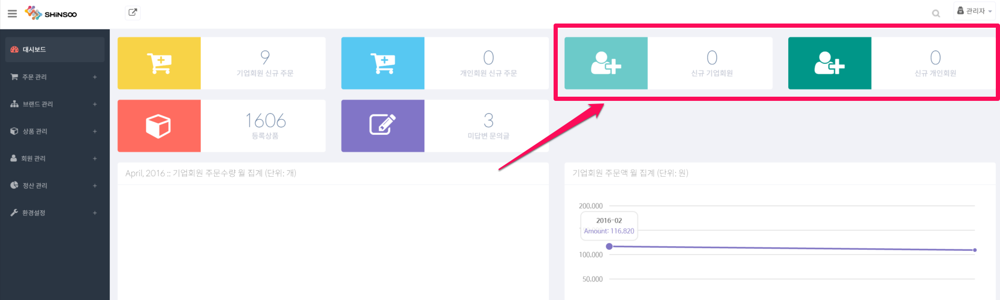 SHINSOO
관리자
대시보드
주문 관리
브랜드 관리
상품 관리
회원 관리
정산 관리
환경설정
9
기업회원 신규 주문
0
개인회원 신규 주문
0
신규 기업회원
0
신규 개인회원
1606
등록상품
3
미답변 문의글
April, 2016 :: 기업회원 주문수량 월 집계 (단위: 개)
기업회원 주문액 월 집계 (단위: 원)
200,000
2016-02
Amount: 116,820
100,000
50,000